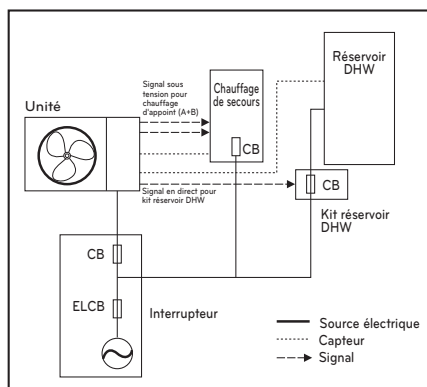 Réservoir
DHW
Signal sous
tension pour
chauffage
d'appoint (A+B)
Chauffage
de secours
Unité
CB
CB
Signal en direct pour
kit réservoir DHW
Kit réservoir
DHW
CB
ELCB
Interrupteur
Source électrique
Capteur
Signal